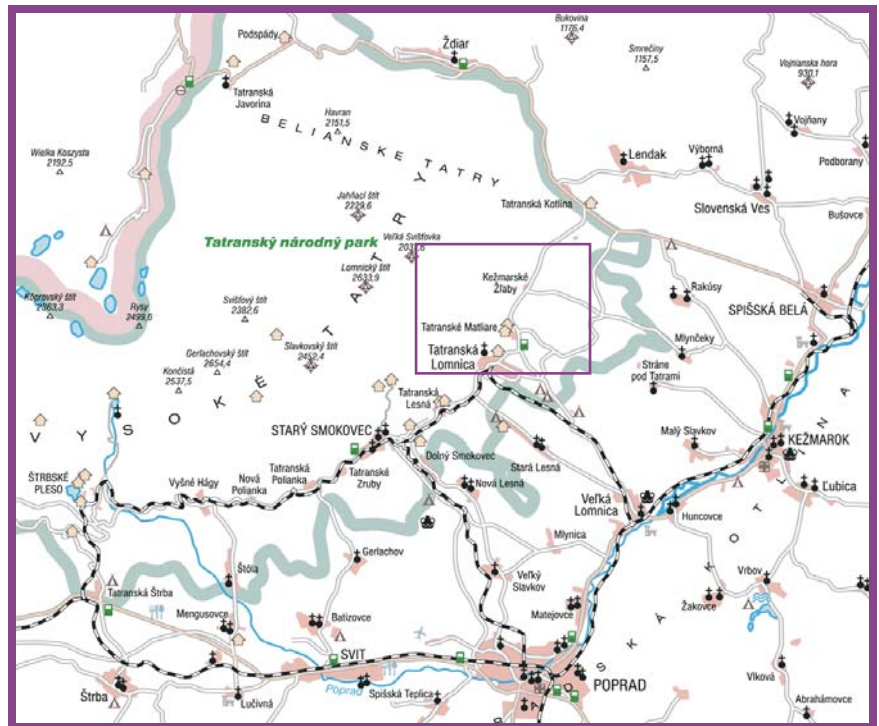 Bukovina
1176,4
Podspády
Ždiar
Smrečiny
1157,5
Vojnianska hora
930,1
Tatranská
Javorina
Havran
2151,5
BELIANSKE TATRY
Vojňany
Wielka Koszysta
2192,5
Lendak
Výborná
Podhorany
Jahňací štít
2229,6
Tatranská Kotlina
Slovenská Ves
Bušovce
Tatranský národný park
Veľká Svišťovka
Lomnický štít
2633,9
Kežmarské
Žľaby
Rakúsy
SPIŠSKÁ BELÁ
Kôprovský štít
2363,3
Rysy
2499,6
Svišťový štít
2382,6
Tatranské Matliare
Tatranská
Lomnica
Mlynčeky
Gerlachovský štít
2654,4
Slavkovský štít
2452,4
Končistá
2537,5
Stráne
pod Tatrami
VYSOKÉ TATRY
Tatranská
Lesná
STARÝ SMOKOVEC
Malý Slavkov
KEŽMAROK
ŠTRBSKÉ
PLESO
Vyšné Hágy
Nová
Polianka
Tatranská
Polianka
Tatranské
Zruby
Dolný Smokovec
Stará Lesná
Nová Lesná
Veľká
Lomnica
Huncovce
Ľubica
Mlynica
Gerlachov
Štôla
Veľký
Slavkov
Vrbov
Žakovce
Tatranská Štrba
Mengusovce
Batizovce
Matejovce
SVIT
POPRAD
Vlková
Štrba
Lučivná
Poprad
Spišská Teplica
Abrahámovce
KOTLINA